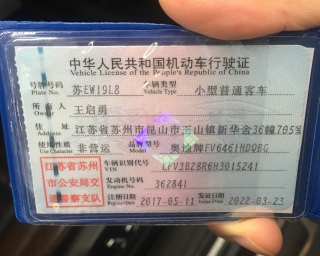 中华人民共和国机动车行驶证
Vehicle License of the People's Republic of China
号牌号码 Plate No. 苏EW19L8 车辆类型 Vehicle Type 小型普通客车
所有人 Owner 王启勇
住址 Address 江苏省苏州市昆山市玉山镇新华舍36幢
使用性质 Use Character 非营运 品牌型号 Model 奥迪牌FV6461HDQBG
江苏省苏州 车辆识别代号 VIN LFV3B28R6H3015241
市公安局交 发动机号码 Engine No. 362841
通警察支队 注册日期 Register Date 2017-05-11 发证日期 Issue Date 2022-03-23